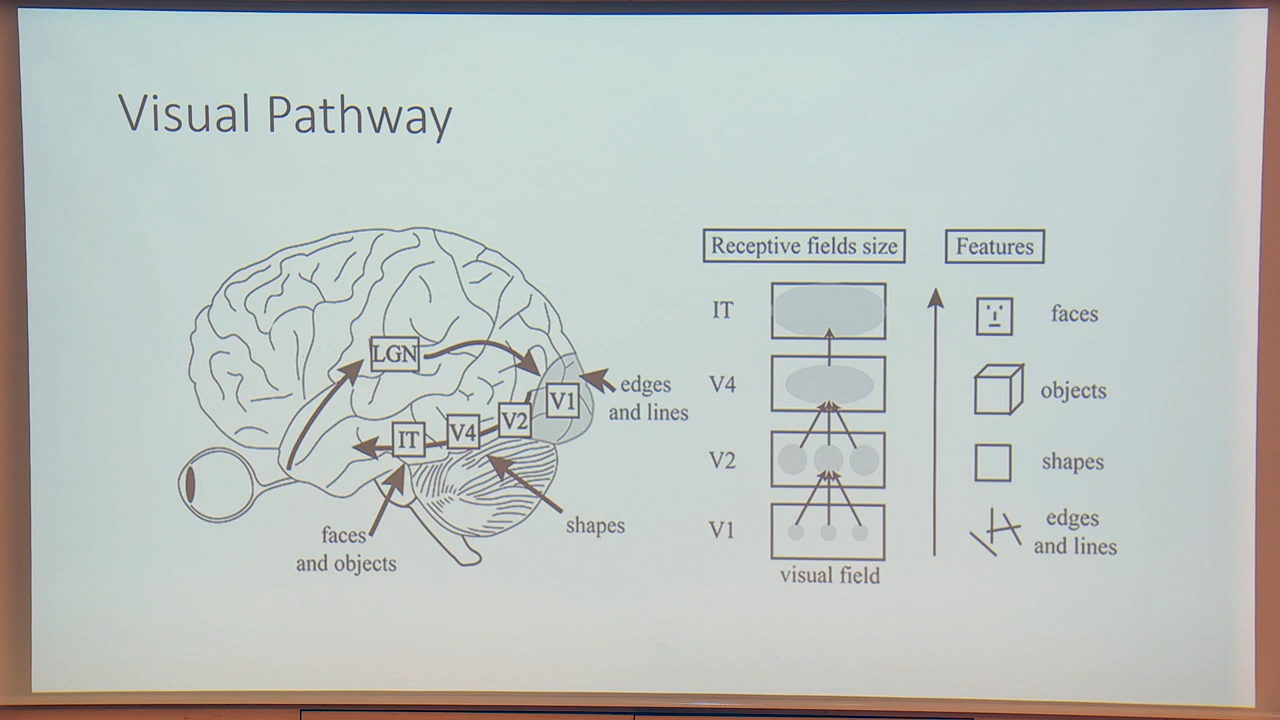 Visual Pathway
LGN
V1
V2
V4
IT
edges
and lines
shapes
faces
and objects
Receptive fields size
IT
V4
V2
V1
visual field
Features
faces
objects
shapes
edges
and lines